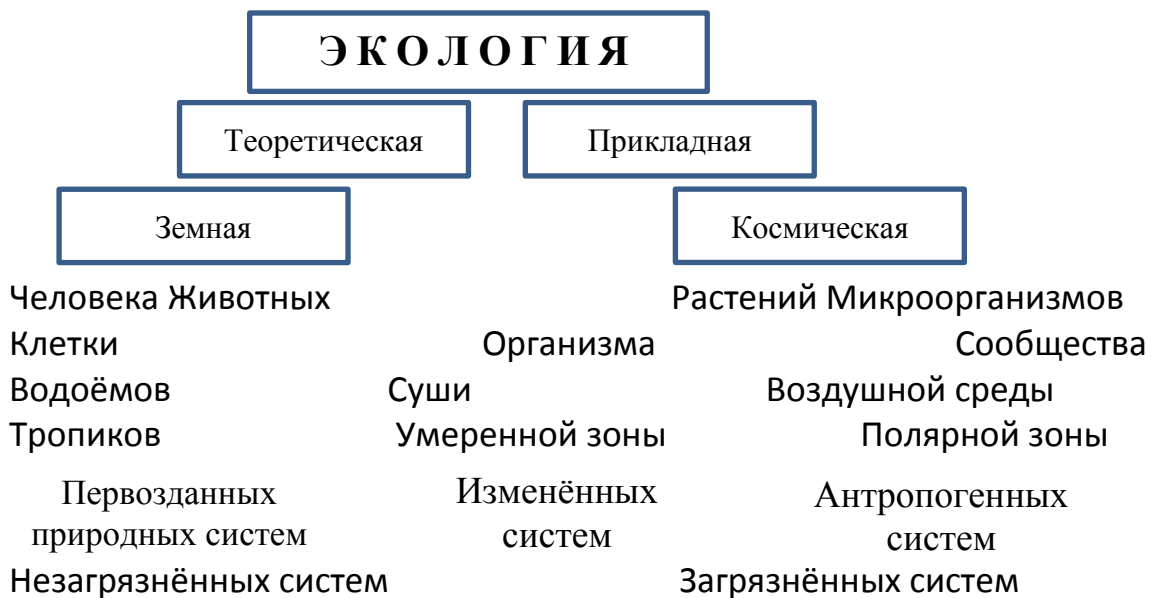 Э К О Л О Г И Я
Теоретическая Прикладная
Земная Космическая
Человека Животных Растений Микроорганизмов
Клетки Организма Сообщества
Водоёмов Суши Воздушной среды
Тропиков Умеренной зоны Полярной зоны
Первозданных
природных систем
Изменённых
систем
Антропогенных
систем
Незагрязнённых систем Загрязнённых систем